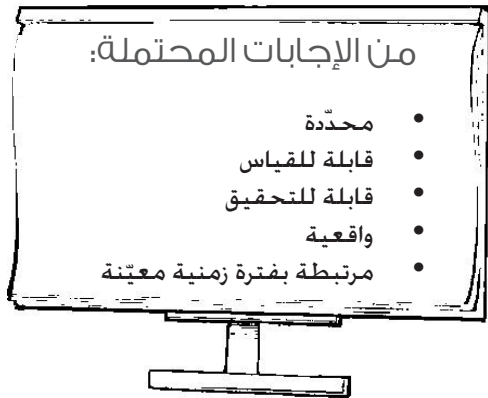 من الإجابات المحتملة:
• محدّدة
• قابلة للقياس
• قابلة للتحقيق
• واقعية
• مرتبطة بفترة زمنية معيّنة